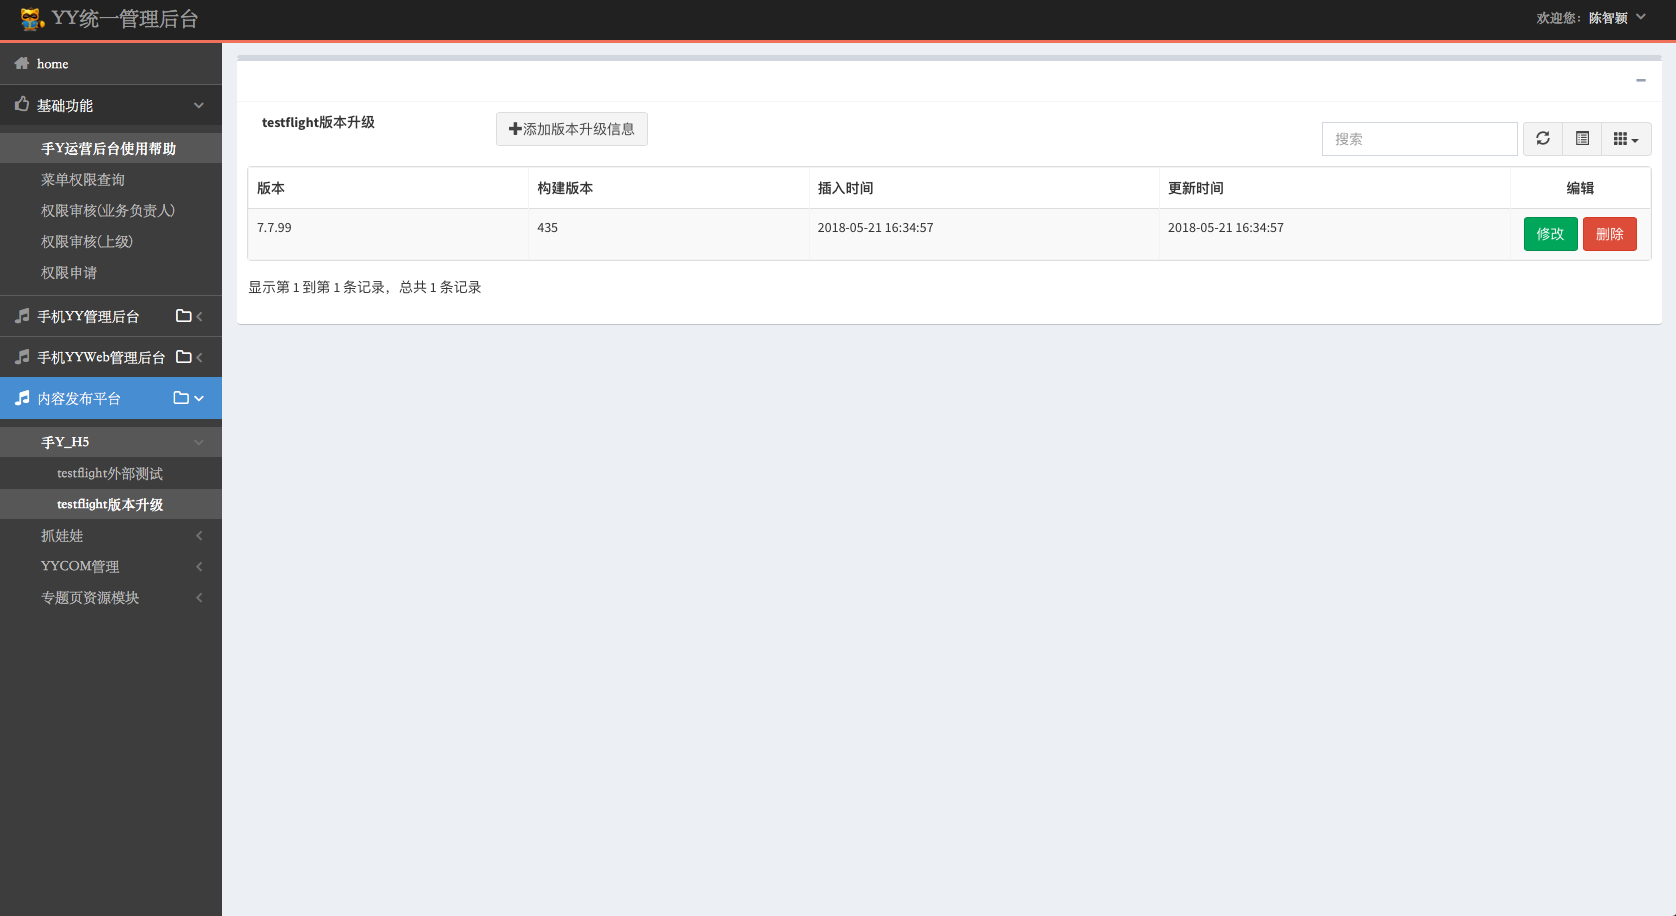 YY统一管理后台
欢迎您：陈智颖
home
基础功能
手Y运营后台使用帮助
菜单权限查询
权限审核(业务负责人)
权限审核(上级)
权限申请
手机YY管理后台
手机YYWeb管理后台
内容发布平台
手Y_H5
testflight外部测试
testflight版本升级
抓娃娃
YYCOM管理
专题页资源模块
testflight版本升级
添加版本升级信息
搜索
版本 构建版本 插入时间 更新时间 编辑
7.7.99 435 2018-05-21 16:34:57 2018-05-21 16:34:57 修改 删除
显示第 1 到第 1 条记录，总共 1 条记录